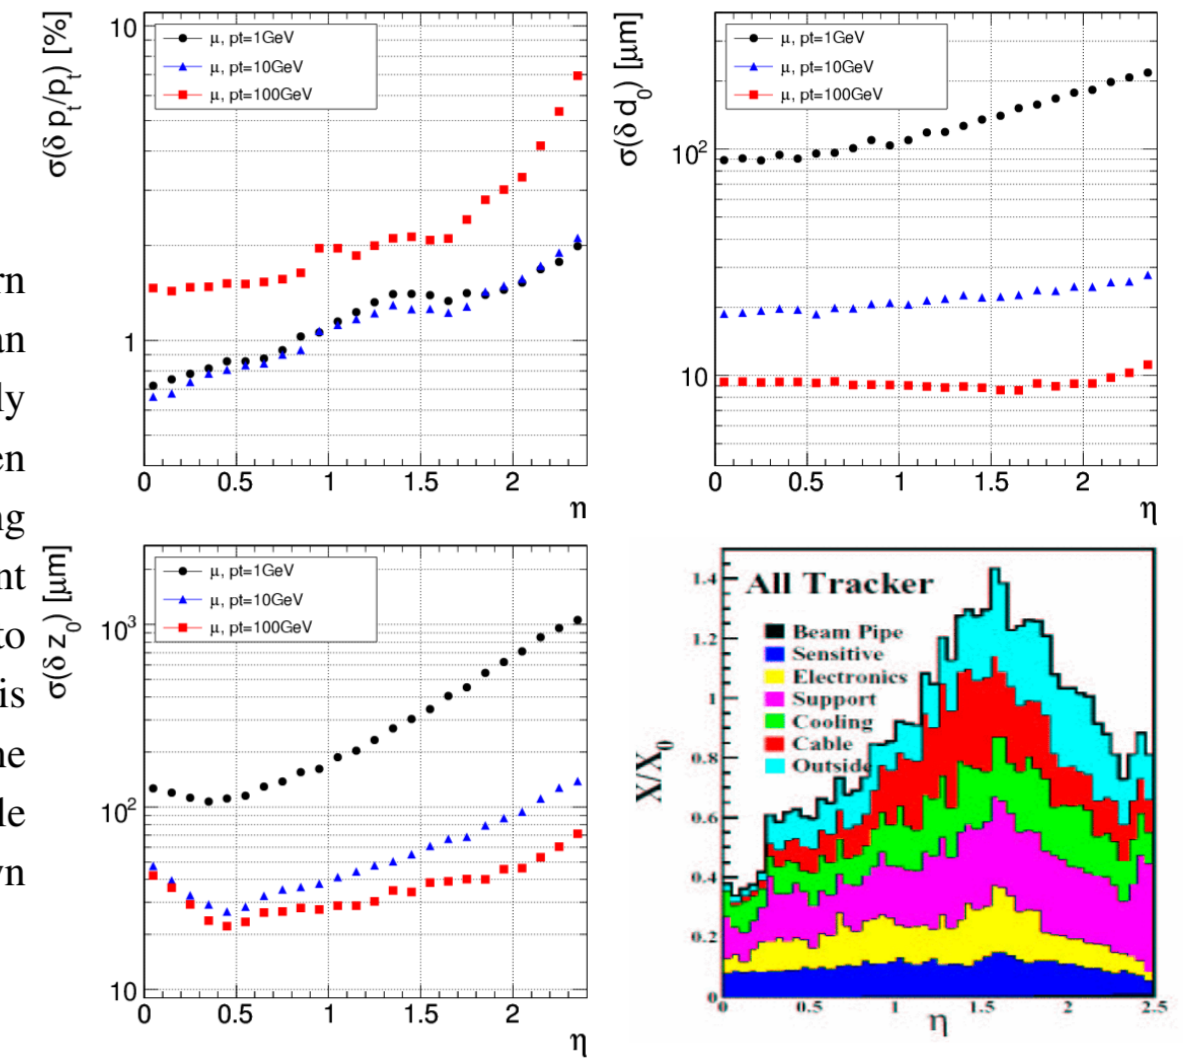 rn
an
ly
en
ng
nt
to
is
ne
le
vn
σ(δ p_t/p_t) [%]
10
1
μ, pt=1GeV
μ, pt=10GeV
μ, pt=100GeV
0 0.5 1 1.5 2
η
σ(δ d_0) [μm]
10^2
10
μ, pt=1GeV
μ, pt=10GeV
μ, pt=100GeV
0 0.5 1 1.5 2
η
σ(δ z_0) [μm]
10^3
10^2
10
μ, pt=1GeV
μ, pt=10GeV
μ, pt=100GeV
0 0.5 1 1.5 2
η
X/X_0
1.4
1.2
1
0.8
0.6
0.4
0.2
0
All Tracker
Beam Pipe
Sensitive
Electronics
Support
Cooling
Cable
Outside
0 0.5 1 1.5 2 2.5
η